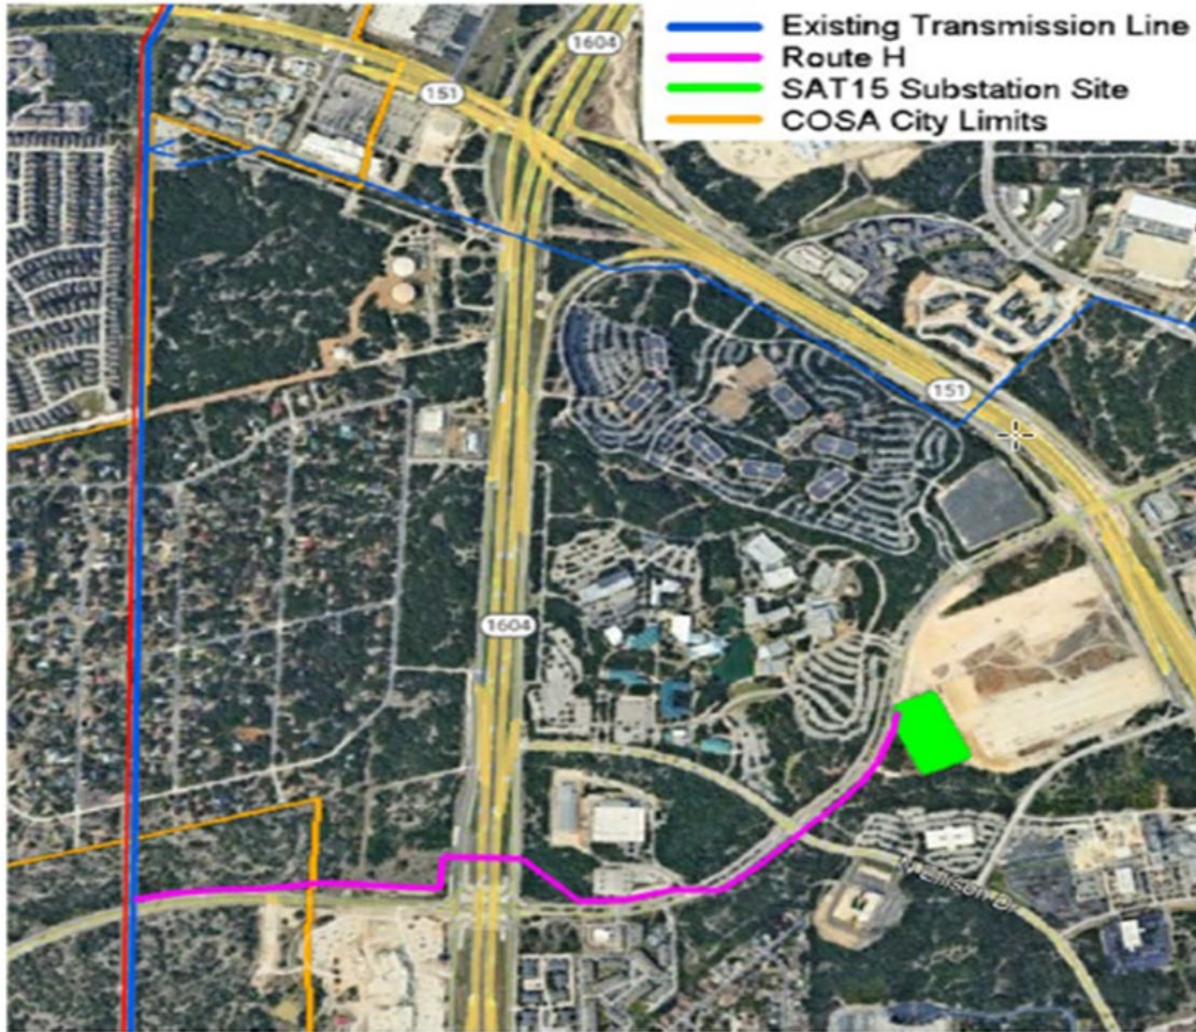 Existing Transmission Line
Route H
SAT15 Substation Site
COSA City Limits
1604
151
151
1604